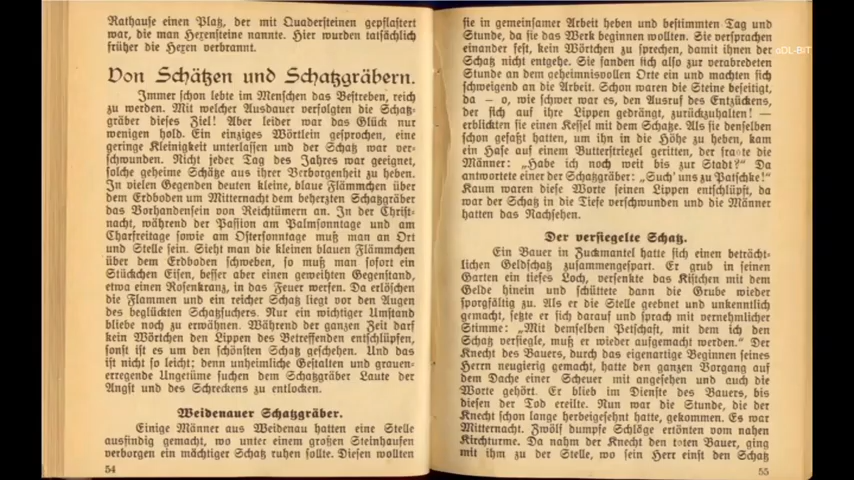 Rathause einen Platz, der mit Quadersteinen gepflastert
war, die man Hexensteine nannte. Hier wurden tatsächlich
früher die Hexen verbrannt.
Von Schätzen und Schatzgräbern.
Immer schon lebte im Menschen das Bestreben, reich
zu werden. Mit welcher Ausdauer verfolgten die Schatz-
gräber dieses Ziel! Aber leider war das Glück nur
wenigen hold. Ein einziges Wörtlein gesprochen, eine
geringe Kleinigkeit unterlassen und der Schatz war ver-
schwunden. Nicht jeder Tag des Jahres war geeignet,
solche geheime Schätze aus ihrer Verborgenheit zu heben.
In vielen Gegenden deuten kleine, blaue Flämmchen über
dem Erdboden um Mitternacht dem beherzten Schatzgräber
das Vorhandensein von Reichtümern an. In der Christ-
nacht, während der Passion am Palmsonntage und am
Charfreitage sowie am Ostersonntage muß man an Ort
und Stelle sein. Sieht man die kleinen blauen Flämmchen
über dem Erdboden schweben, so muß man sofort ein
Stückchen Eisen, besser aber einen geweihten Gegenstand,
etwa einen Rosenkranz, in das Feuer werfen. Da erlöschen
die Flammen und ein reicher Schatz liegt vor den Augen
des beglückten Schatzsuchers. Nur ein wichtiger Umstand
bliebe noch zu erwähnen. Während der ganzen Zeit darf
kein Wörtchen den Lippen des Betreffenden entschlüpfen,
sonst ist es um den schönsten Schatz geschehen. Und das
ist nicht so leicht; denn unheimliche Gestalten und grauen-
erregende Ungetüme suchen dem Schatzgräber Laute der
Angst und des Schreckens zu entlocken.
Weidenauer Schatzgräber.
Einige Männer aus Weidenau hatten eine Stelle
ausfindig gemacht, wo unter einem großen Steinhaufen
verborgen ein mächtiger Schatz ruhen sollte. Diesen wollten
54
sie in gemeinsamer Arbeit heben und bestimmten Tag und
Stunde, da sie das Werk beginnen wollten. Sie versprachen
einander fest, kein Wörtchen zu sprechen, damit ihnen der
Schatz nicht entgehe. Sie fanden sich also zur verabredeten
Stunde an dem geheimnisvollen Orte ein und machten sich
schweigend an die Arbeit. Schon waren die Steine beseitigt,
da — o, wie schwer war es, den Ausruf des Entzückens,
der sich auf ihre Lippen gedrängt, zurückzuhalten! —
erblickten sie einen Kessel mit dem Schatze. Als sie denselben
schon gefaßt hatten, um ihn in die Höhe zu heben, kam
ein Hase auf einem Butterstriezel geritten, der fragte die
Männer: „Habe ich noch weit bis zur Stadt?“ Da
antwortete einer der Schatzgräber: „Such' uns zu Patschke!“
Kaum waren diese Worte seinen Lippen entschlüpft, da
war der Schatz in die Tiefe verschwunden und die Männer
hatten das Nachsehen.
Der versiegelte Schatz.
Ein Bauer in Zuckmantel hatte sich einen beträcht-
lichen Geldschatz zusammengespart. Er grub in seinen
Garten ein tiefes Loch, versenkte das Kistchen mit dem
Gelde hinein und schüttete dann die Grube wieder
sorgfältig zu. Als er die Stelle geebnet und unkenntlich
gemacht, setzte er sich darauf und sprach mit vernehmlicher
Stimme: „Mit demselben Petschaft, mit dem ich den
Schatz versiegle, muß er wieder aufgemacht werden.“ Der
Knecht des Bauers, durch das eigenartige Beginnen seines
Herrn neugierig gemacht, hatte den ganzen Vorgang auf
dem Dache einer Scheuer mit angesehen und auch die
Worte gehört. Er blieb im Dienste des Bauers, bis
diesen der Tod ereilte. Nun war die Stunde, die der
Knecht schon lange herbeigesehnt hatte, gekommen. Es war
Mitternacht. Zwölf dumpfe Schläge ertönten vom nahen
Kirchturme. Da nahm der Knecht den toten Bauer, ging
mit ihm zu der Stelle, wo sein Herr einst den Schatz
55
oDL-BiT